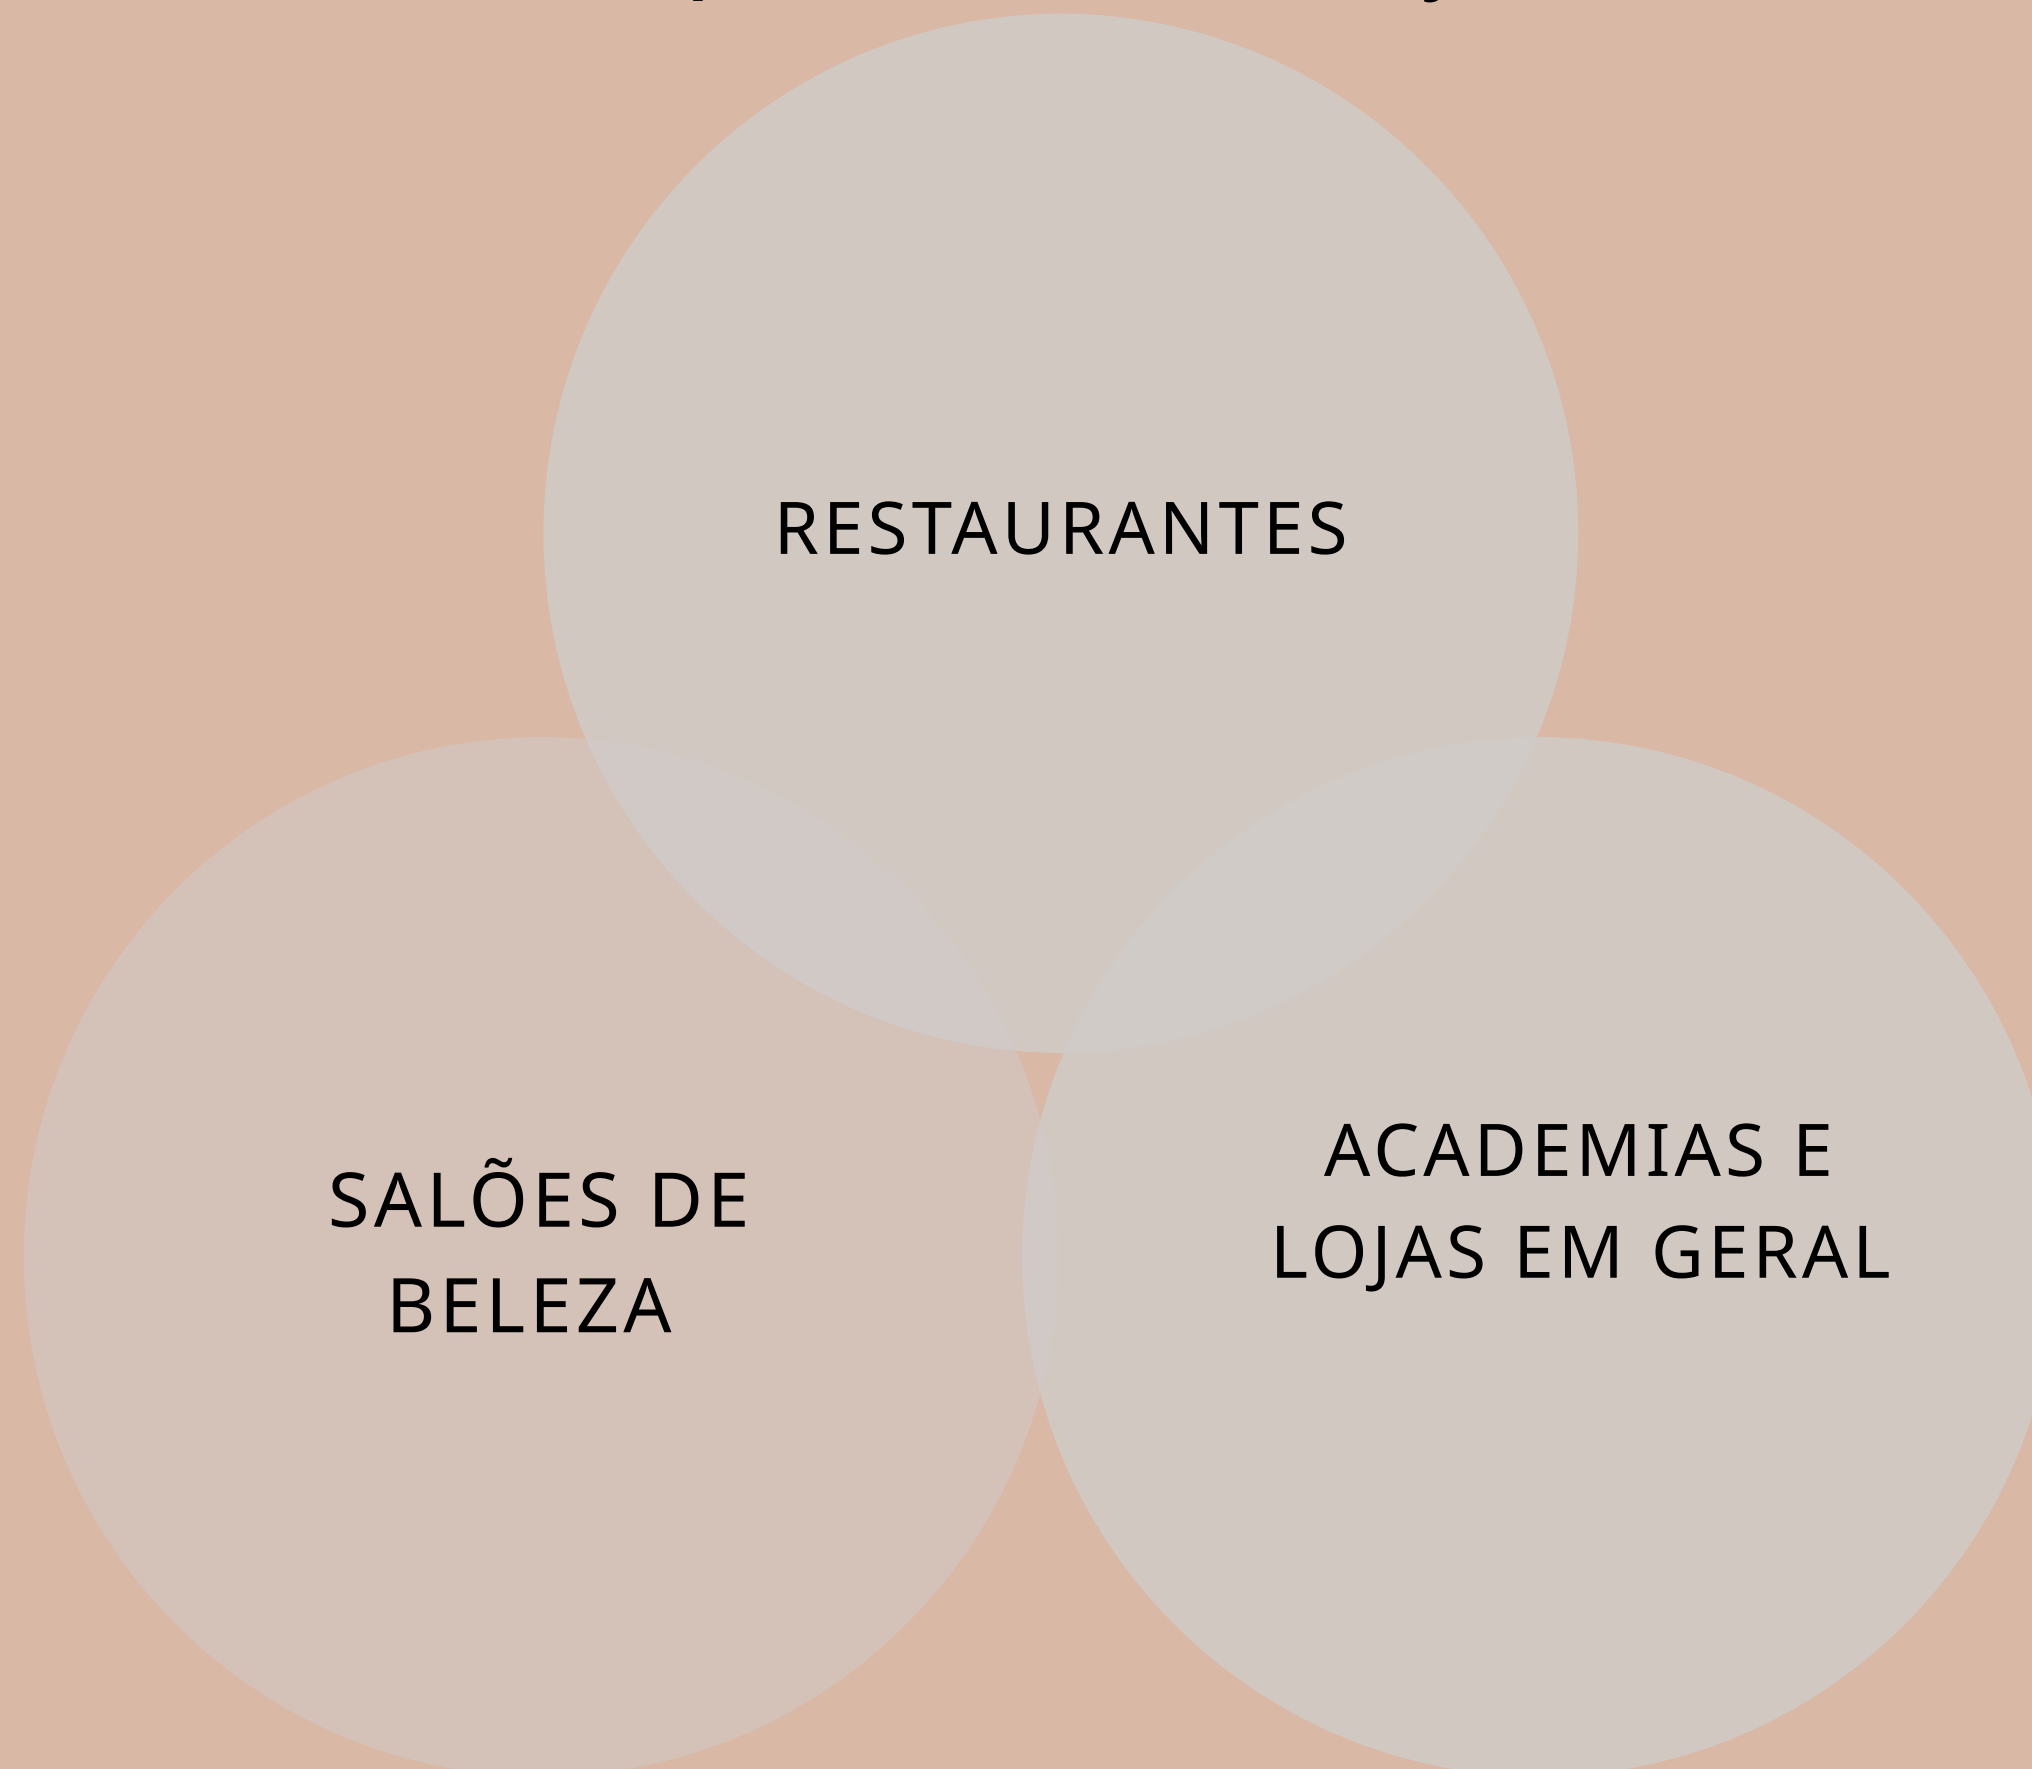 RESTAURANTES
SALÕES DE
BELEZA
ACADEMIAS E
LOJAS EM GERAL